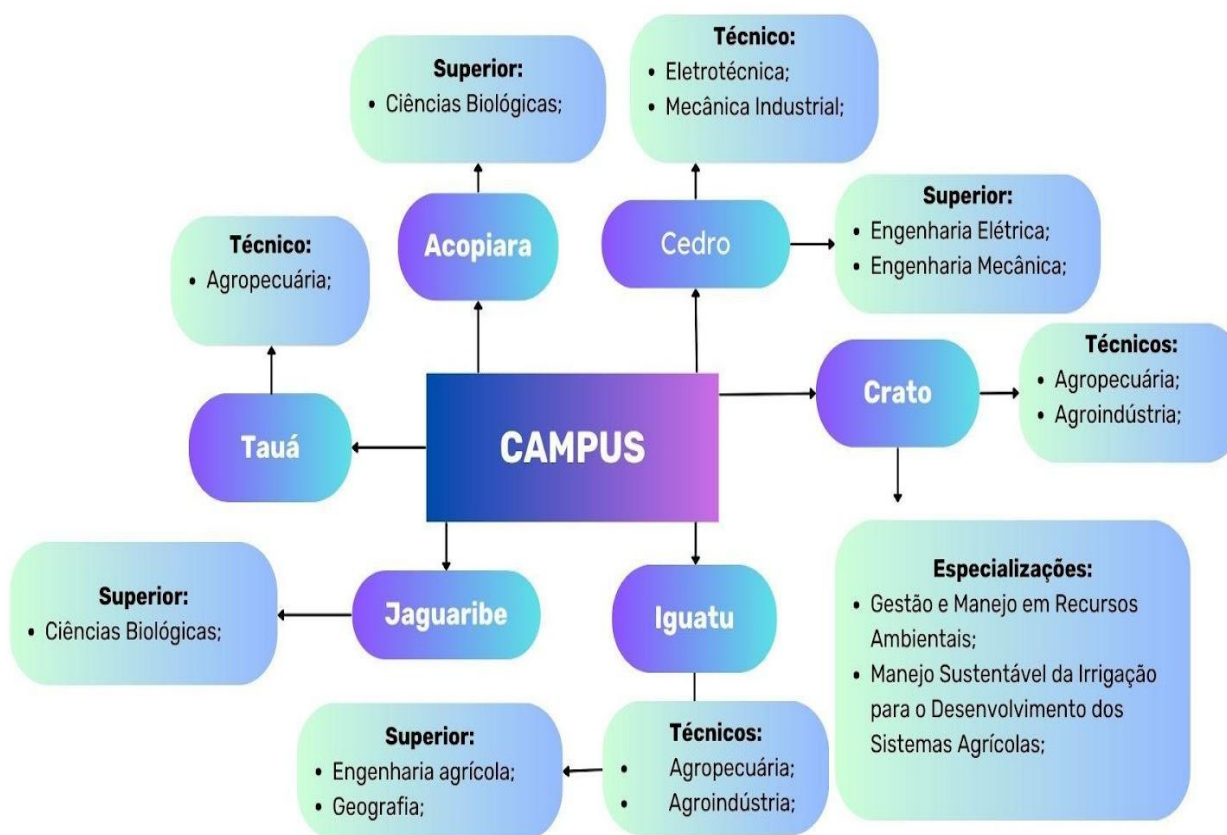 Superior:
• Ciências Biológicas;
Técnico:
• Eletrotécnica;
• Mecânica Industrial;
Técnico:
• Agropecuária;
Acopiara
Cedro
Superior:
• Engenharia Elétrica;
• Engenharia Mecânica;
Tauá
CAMPUS
Crato
Técnicos:
• Agropecuária;
• Agroindústria;
Superior:
• Ciências Biológicas;
Jaguaribe
Iguatu
Especializações:
• Gestão e Manejo em Recursos
Ambientais;
• Manejo Sustentável da Irrigação
para o Desenvolvimento dos
Sistemas Agrícolas;
Superior:
• Engenharia agrícola;
• Geografia;
Técnicos:
• Agropecuária;
• Agroindústria;